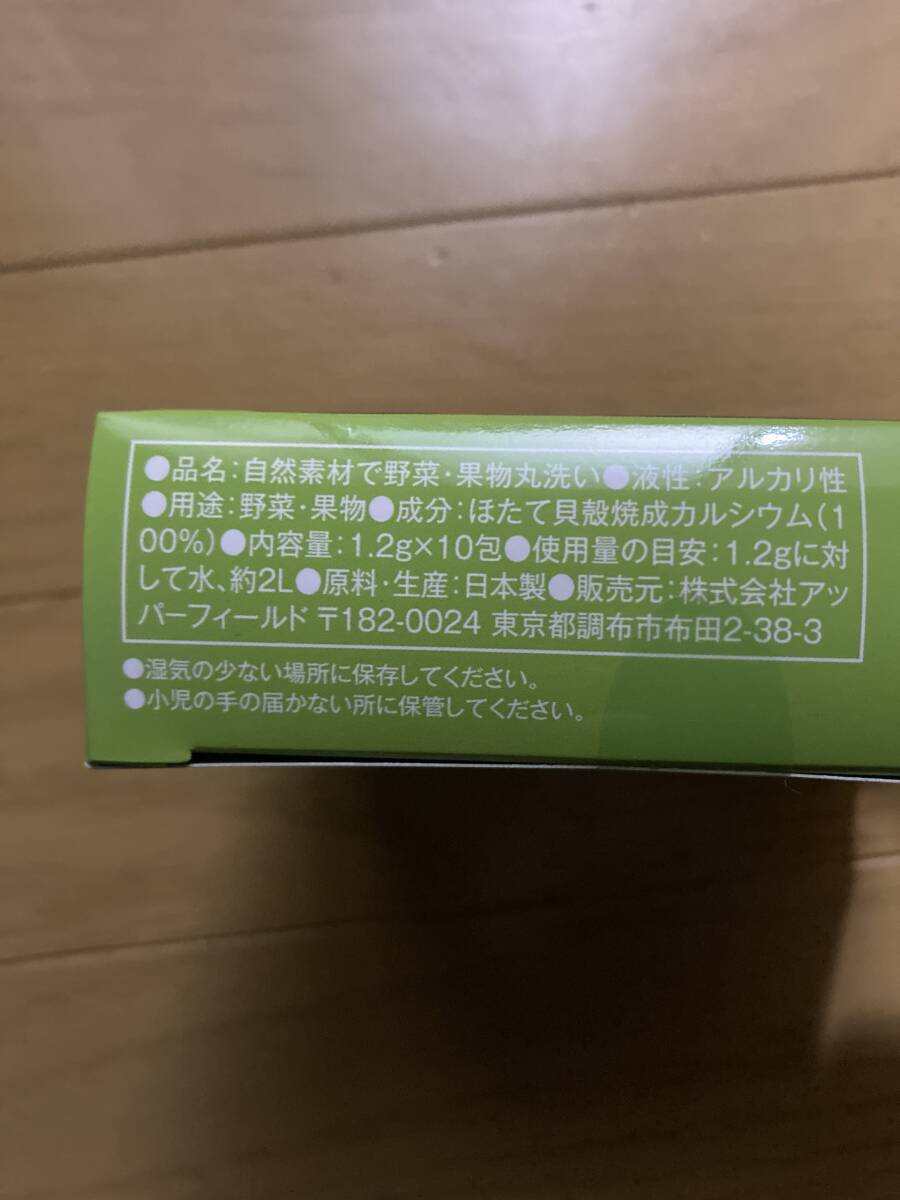 ●品名:自然素材で野菜・果物丸洗い●液性:アルカリ性
●用途:野菜・果物●成分:ほたて貝殻焼成カルシウム(1
00%)●内容量:1.2g×10包●使用量の目安:1.2gに対
して水、約2L●原料・生産:日本製●販売元:株式会社アッ
パーフィールド 〒182-0024 東京都調布市布田2-38-3
●湿気の少ない場所に保存してください。
●小児の手の届かない所に保管してください。